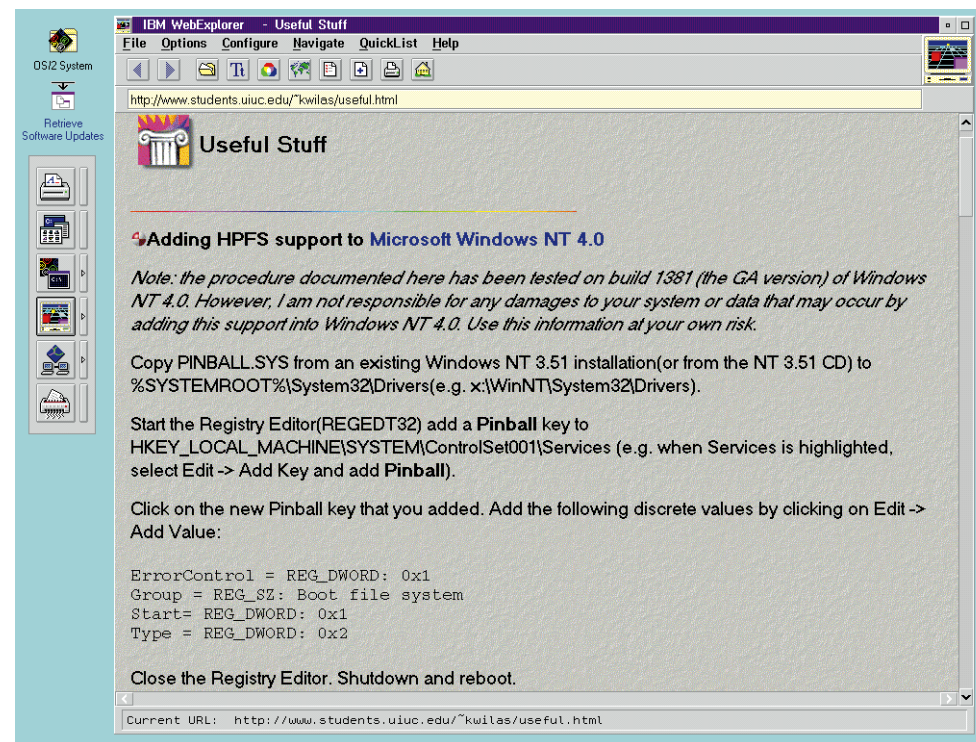 IBM WebExplorer - Useful Stuff
File Options Configure Navigate QuickList Help
OS/2 System
Retrieve
Software Updates
http://www.students.uiuc.edu/~kwilas/useful.html
Useful Stuff
Adding HPFS support to Microsoft Windows NT 4.0
Note: the procedure documented here has been tested on build 1381 (the GA version) of Windows
NT 4.0. However, I am not responsible for any damages to your system or data that may occur by
adding this support into Windows NT 4.0. Use this information at your own risk.
Copy PINBALL.SYS from an existing Windows NT 3.51 installation(or from the NT 3.51 CD) to
%SYSTEMROOT%\System32\Drivers(e.g. x:\WinNT\System32\Drivers).
Start the Registry Editor(REGEDT32) add a Pinball key to
HKEY_LOCAL_MACHINE\SYSTEM\ControlSet001\Services (e.g. when Services is highlighted,
select Edit -> Add Key and add Pinball).
Click on the new Pinball key that you added. Add the following discrete values by clicking on Edit ->
Add Value:
ErrorControl = REG_DWORD: 0x1
Group = REG_SZ: Boot file system
Start= REG_DWORD: 0x1
Type = REG_DWORD: 0x2
Close the Registry Editor. Shutdown and reboot.
Current URL: http://www.students.uiuc.edu/~kwilas/useful.html